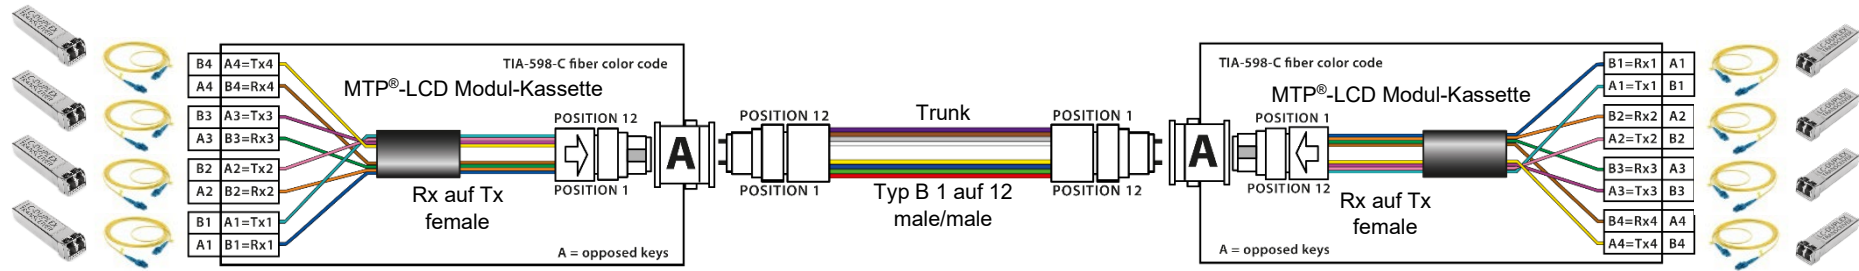 B4 A4=Tx4
A4 B4=Rx4
B3 A3=Tx3
A3 B3=Rx3
B2 A2=Tx2
A2 B2=Rx2
B1 A1=Tx1
A1 B1=Rx1
TIA-598-C fiber color code
MTP®-LCD Modul-Kassette
POSITION 12
POSITION 1
Rx auf Tx
female
A = opposed keys
A
POSITION 12
POSITION 1
Trunk
Typ B 1 auf 12
male/male
POSITION 1
POSITION 12
A
TIA-598-C fiber color code
MTP®-LCD Modul-Kassette
POSITION 1
POSITION 12
Rx auf Tx
female
A = opposed keys
B1=Rx1 A1
A1=Tx1 B1
B2=Rx2 A2
A2=Tx2 B2
B3=Rx3 A3
A3=Tx3 B3
B4=Rx4 A4
A4=Tx4 B4